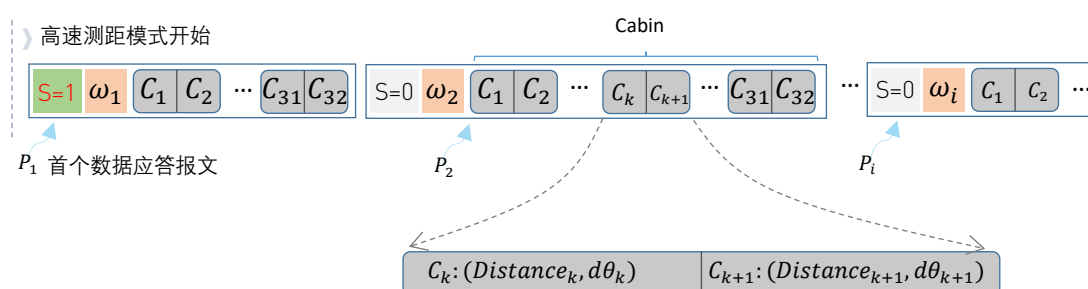 Cabin
高速测距模式开始
S=1 ω₁ C₁ C₂ ... C₃₁ C₃₂ S=0 ω₂ C₁ C₂ ... Cₖ Cₖ₊₁ ... C₃₁ C₃₂ ... S=0 ωᵢ C₁ C₂ ...
P₁ 首个数据应答报文 P₂ Pᵢ
Cₖ: (Distanceₖ, dθₖ) Cₖ₊₁: (Distanceₖ₊₁, dθₖ₊₁)